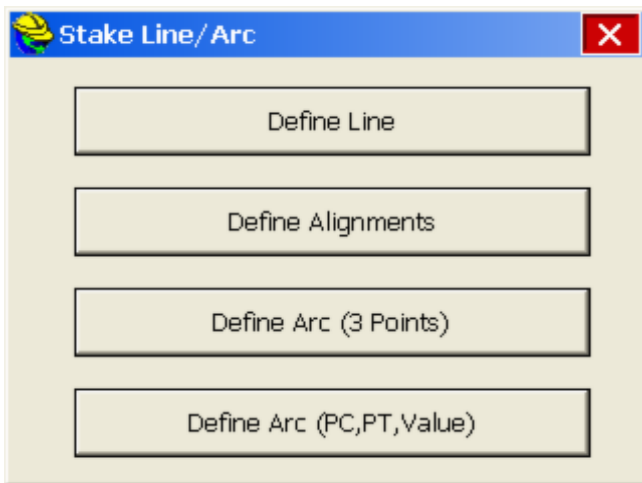 Stake Line/Arc
Define Line
Define Alignments
Define Arc (3 Points)
Define Arc (PC,PT,Value)